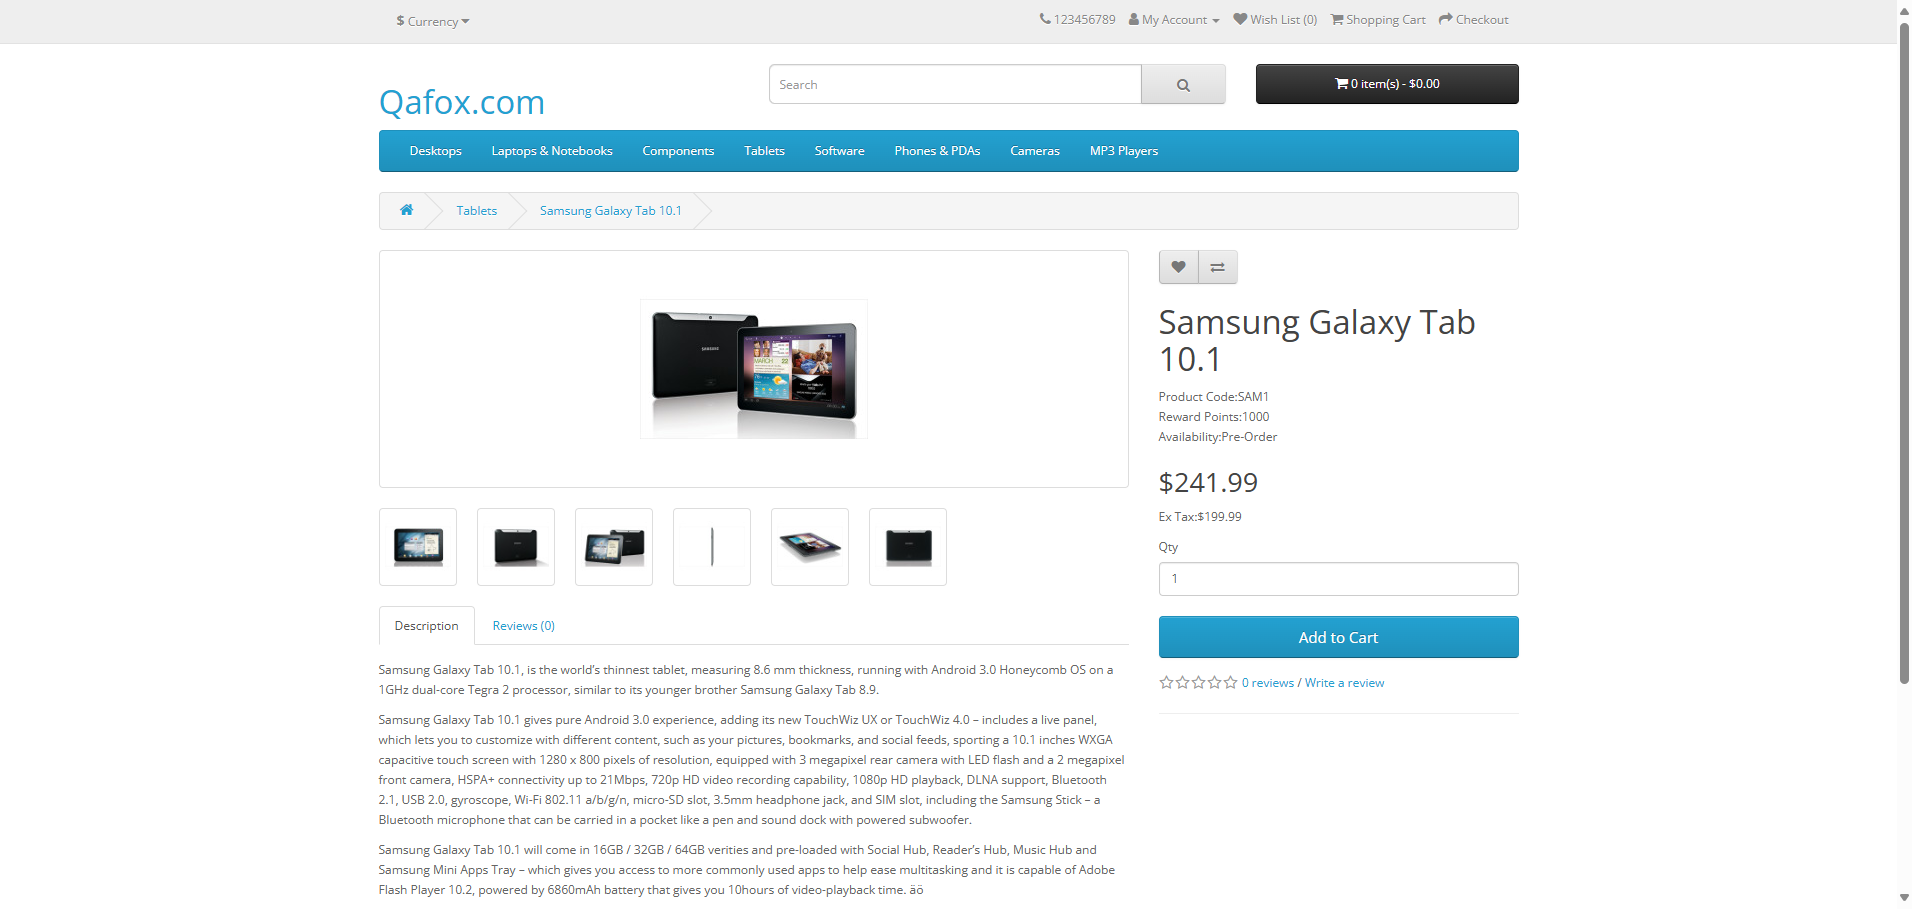 $ Currency
123456789 My Account Wish List (0) Shopping Cart Checkout
Qafox.com
Search
0 item(s) - $0.00
Desktops Laptops & Notebooks Components Tablets Software Phones & PDAs Cameras MP3 Players
Tablets Samsung Galaxy Tab 10.1
SAMSUNG
MARCH 22
Samsung Galaxy Tab
10.1
Product Code:SAM1
Reward Points:1000
Availability:Pre-Order
$241.99
Ex Tax:$199.99
Qty
1
Add to Cart
0 reviews / Write a review
Description Reviews (0)
Samsung Galaxy Tab 10.1, is the world’s thinnest tablet, measuring 8.6 mm thickness, running with Android 3.0 Honeycomb OS on a
1GHz dual-core Tegra 2 processor, similar to its younger brother Samsung Galaxy Tab 8.9.
Samsung Galaxy Tab 10.1 gives pure Android 3.0 experience, adding its new TouchWiz UX or TouchWiz 4.0 – includes a live panel,
which lets you to customize with different content, such as your pictures, bookmarks, and social feeds, sporting a 10.1 inches WXGA
capacitive touch screen with 1280 x 800 pixels of resolution, equipped with 3 megapixel rear camera with LED flash and a 2 megapixel
front camera, HSPA+ connectivity up to 21Mbps, 720p HD video recording capability, 1080p HD playback, DLNA support, Bluetooth
2.1, USB 2.0, gyroscope, Wi-Fi 802.11 a/b/g/n, micro-SD slot, 3.5mm headphone jack, and SIM slot, including the Samsung Stick – a
Bluetooth microphone that can be carried in a pocket like a pen and sound dock with powered subwoofer.
Samsung Galaxy Tab 10.1 will come in 16GB / 32GB / 64GB verities and pre-loaded with Social Hub, Reader’s Hub, Music Hub and
Samsung Mini Apps Tray – which gives you access to more commonly used apps to help ease multitasking and it is capable of Adobe
Flash Player 10.2, powered by 6860mAh battery that gives you 10hours of video-playback time. äö